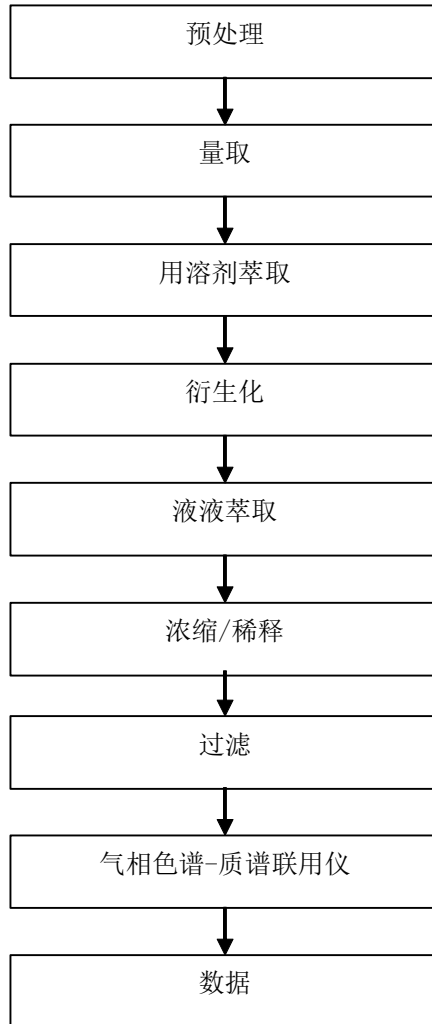 预处理
量取
用溶剂萃取
衍生化
液液萃取
浓缩/稀释
过滤
气相色谱-质谱联用仪
数据